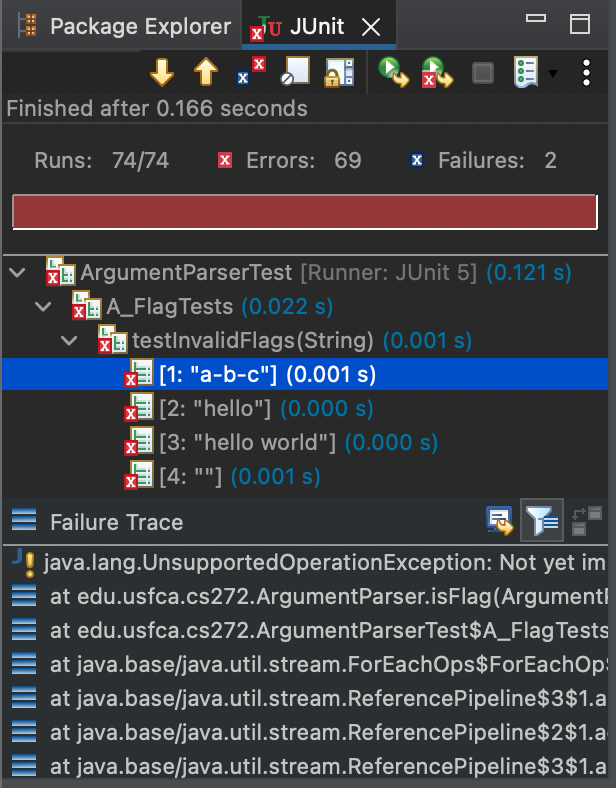 Package Explorer JUnit
Finished after 0.166 seconds
Runs: 74/74 Errors: 69 Failures: 2
ArgumentParserTest [Runner: JUnit 5] (0.121 s)
A_FlagTests (0.022 s)
testInvalidFlags(String) (0.001 s)
[1: "a-b-c"] (0.001 s)
[2: "hello"] (0.000 s)
[3: "hello world"] (0.000 s)
[4: ""] (0.001 s)
Failure Trace
java.lang.UnsupportedOperationException: Not yet im
at edu.usfca.cs272.ArgumentParser.isFlag(ArgumentP
at edu.usfca.cs272.ArgumentParserTest$A_FlagTests
at java.base/java.util.stream.ForEachOps$ForEachOp
at java.base/java.util.stream.ReferencePipeline$3$1.a
at java.base/java.util.stream.ReferencePipeline$2$1.a
at java.base/java.util.stream.ReferencePipeline$3$1.a